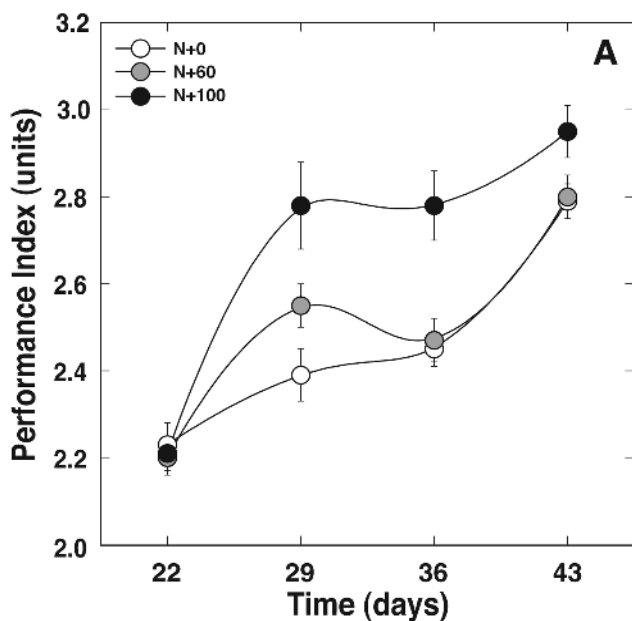 A
N+0
N+60
N+100
3.2
3.0
2.8
2.6
2.4
2.2
2.0
Performance Index (units)
22 29 36 43
Time (days)